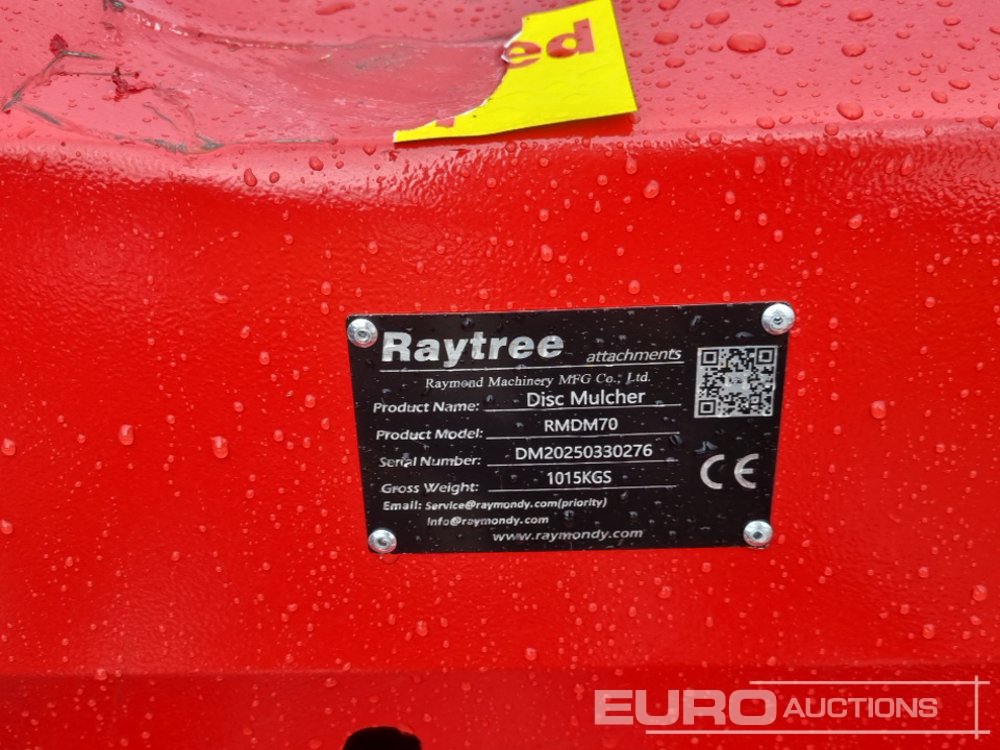 ed
Raytree attachments
Raymond Machinery MFG Co., Ltd.
Product Name: Disc Mulcher
Product Model: RMDM70
Serial Number: DM20250330276
Gross Weight: 1015KGS
CE
Email: Service@raymondy.com(priority)
Info@raymondy.com
www.raymondy.com
EURO AUCTIONS